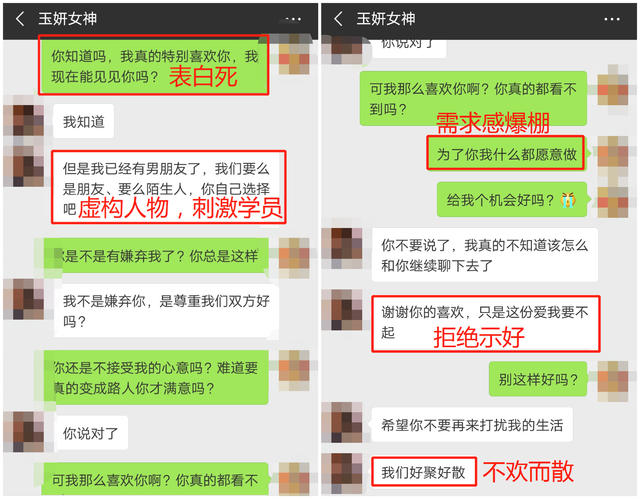 玉妍女神
你知道吗，我真的特别喜欢你，我
现在能见见你吗？
表白死
我知道
但是我已经有男朋友了，我们要么
是朋友、要么陌生人，你自己选择
吧
虚构人物，刺激学员
是不是有嫌弃我了？你总是这样
我不是嫌弃你，是尊重我们双方好
吗？
你还是不接受我的心意吗？难道要
真的变成路人你才满意吗？
你说对了
可我那么喜欢你啊？你真的都看不
玉妍女神
你说对了
可我那么喜欢你啊？你真的都看不
到吗？
需求感爆棚
为了你我什么都愿意做
给我个机会好吗？
你不要说了，我真的不知道该怎么
和你继续聊下去了
谢谢你的喜欢，只是这份爱我要不
起
拒绝示好
别这样好吗？
希望你不要再来打扰我的生活
我们好聚好散
不欢而散